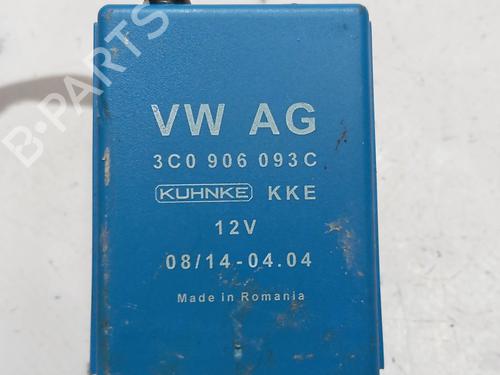 B-PARTS
VW AG
3C0 906 093C
KUHNKE KKE
12V
08/14-04.04
Made in Romania